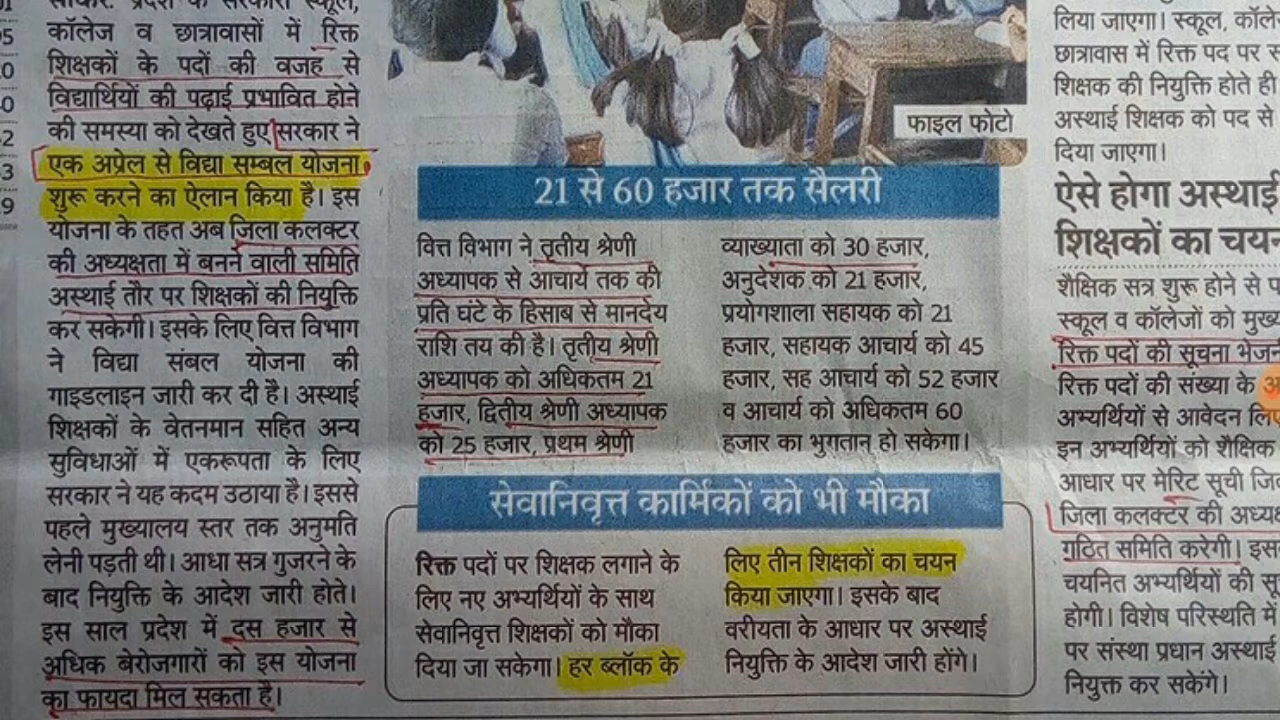 सीकर. प्रदेश के सरकारी स्कूल,
कॉलेज व छात्रावासों में रिक्त
शिक्षकों के पदों की वजह से
विद्यार्थियों की पढ़ाई प्रभावित होने
की समस्या को देखते हुए सरकार ने
एक अप्रेल से विद्या सम्बल योजना
शुरू करने का ऐलान किया है। इस
योजना के तहत अब जिला कलक्टर
की अध्यक्षता में बनने वाली समिति
अस्थाई तौर पर शिक्षकों की नियुक्ति
कर सकेगी। इसके लिए वित्त विभाग
ने विद्या संबल योजना की
गाइडलाइन जारी कर दी है। अस्थाई
शिक्षकों के वेतनमान सहित अन्य
सुविधाओं में एकरूपता के लिए
सरकार ने यह कदम उठाया है। इससे
पहले मुख्यालय स्तर तक अनुमति
लेनी पड़ती थी। आधा सत्र गुजरने के
बाद नियुक्ति के आदेश जारी होते।
इस साल प्रदेश में दस हजार से
अधिक बेरोजगारों को इस योजना
का फायदा मिल सकता है।
फाइल फोटो
21 से 60 हजार तक सैलरी
वित्त विभाग ने तृतीय श्रेणी
अध्यापक से आचार्य तक की
प्रति घंटे के हिसाब से मानदेय
राशि तय की है। तृतीय श्रेणी
अध्यापक को अधिकतम 21
हजार, द्वितीय श्रेणी अध्यापक
को 25 हजार, प्रथम श्रेणी
व्याख्याता को 30 हजार,
अनुदेशक को 21 हजार,
प्रयोगशाला सहायक को 21
हजार, सहायक आचार्य को 45
हजार, सह आचार्य को 52 हजार
व आचार्य को अधिकतम 60
हजार का भुगतान हो सकेगा।
सेवानिवृत्त कार्मिकों को भी मौका
रिक्त पदों पर शिक्षक लगाने के
लिए नए अभ्यर्थियों के साथ
सेवानिवृत्त शिक्षकों को मौका
दिया जा सकेगा। हर ब्लॉक के
लिए तीन शिक्षकों का चयन
किया जाएगा। इसके बाद
वरीयता के आधार पर अस्थाई
नियुक्ति के आदेश जारी होंगे।
लिया जाएगा। स्कूल,
छात्रावास में रिक्त पद पर
शिक्षक की नियुक्ति होते ही
अस्थाई शिक्षक को पद से
दिया जाएगा।
ऐसे होगा अस्थाई
शिक्षकों का
शैक्षिक सत्र शुरू होने से
स्कूल व कॉलेजों को
रिक्त पदों की सूचना
रिक्त पदों की संख्या के
अभ्यर्थियों से आवेदन
इन अभ्यर्थियों को शैक्षिक
आधार पर मेरिट सूची
जिला कलक्टर की
गठित समिति करेगी।
चयनित अभ्यर्थियों की
होगी। विशेष परिस्थति में
पर संस्था प्रधान अस्थाई
नियुक्त कर सकेंगे।